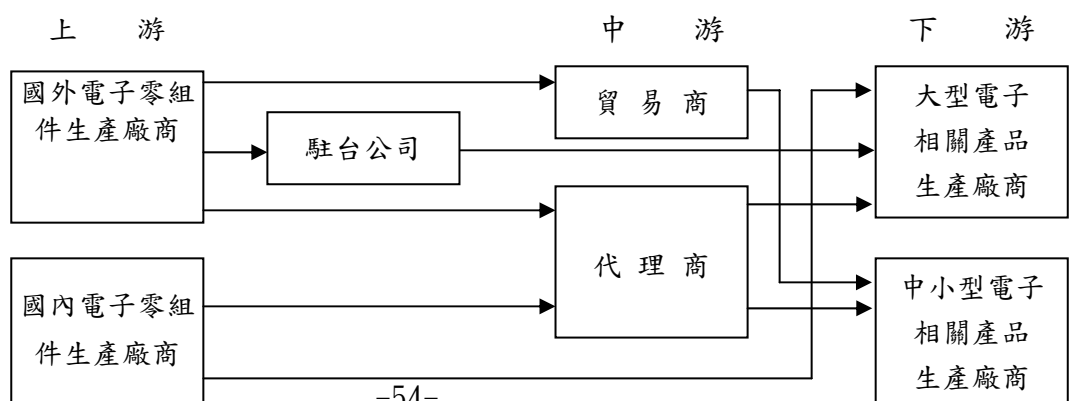 上 游 中 游 下 游
國外電子零組
件生產廠商
駐台公司
貿易商
代理商
大型電子
相關產品
生產廠商
國內電子零組
件生產廠商
中小型電子
相關產品
生產廠商
-54-